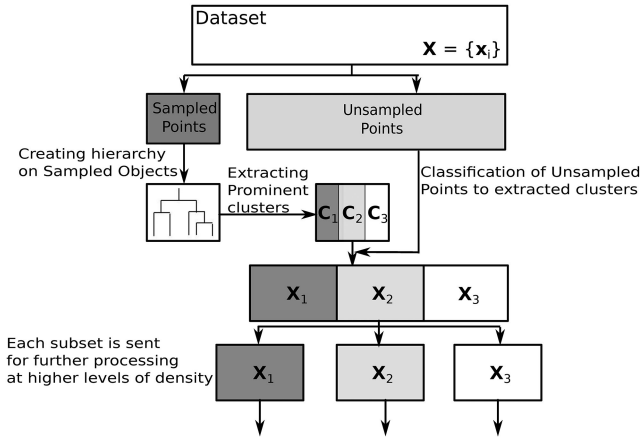 Dataset
X = {xᵢ}
Sampled
Points
Unsampled
Points
Creating hierarchy
on Sampled Objects
Extracting
Prominent
clusters
Classification of Unsampled
Points to extracted clusters
C₁ C₂ C₃
X₁ X₂ X₃
Each subset is sent
for further processing
at higher levels of density
X₁ X₂ X₃